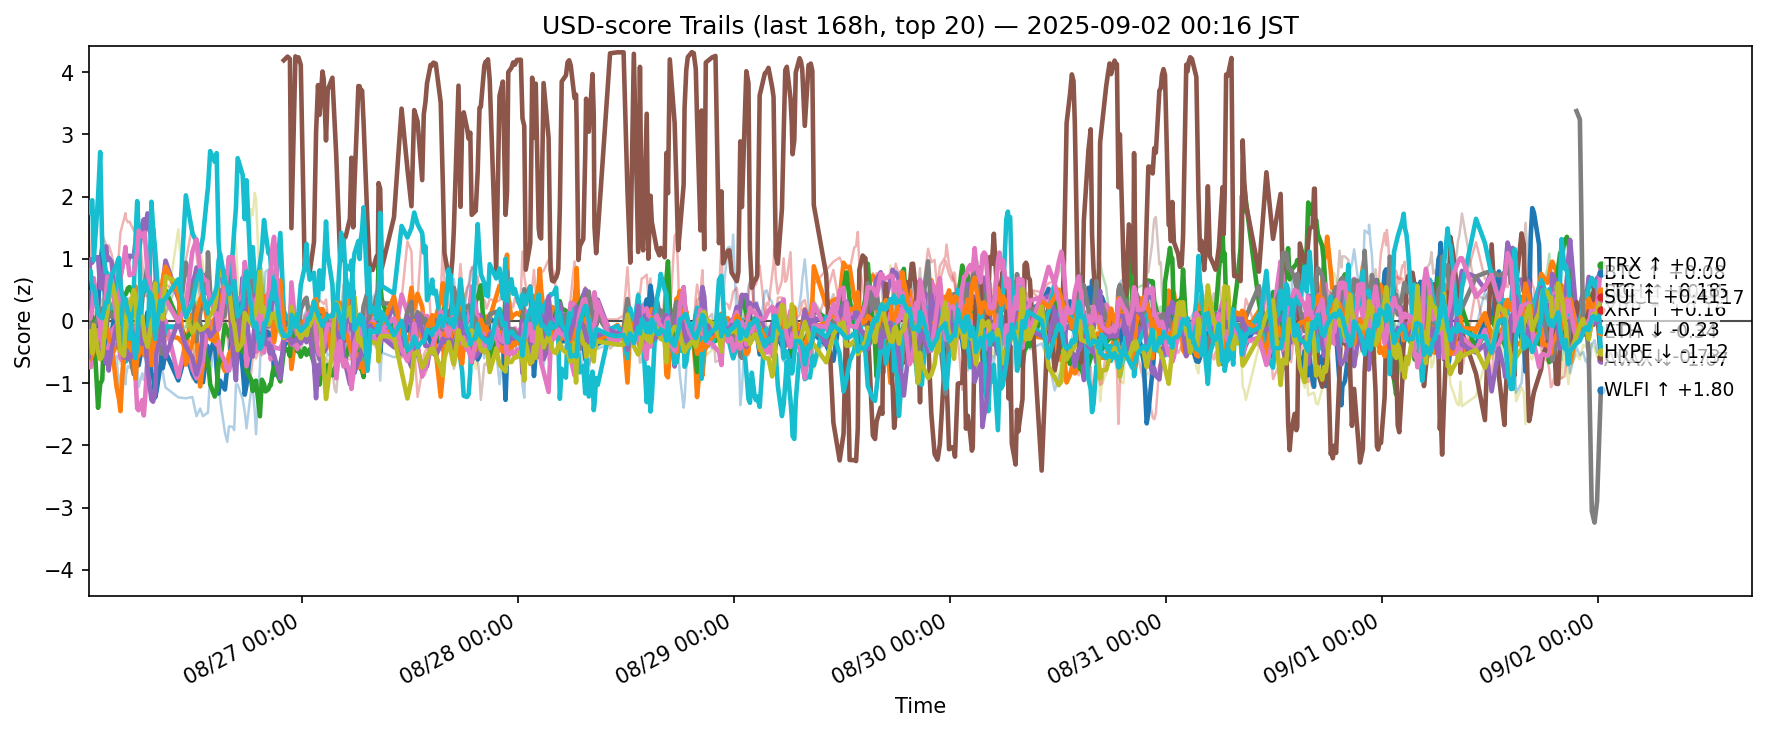 USD-score Trails (last 168h, top 20) — 2025-09-02 00:16 JST
Score (z)
4
3
2
1
0
−1
−2
−3
−4
TRX ↑ +0.70
BTC ↑ +0.08
SUI ↑ +0.41
XRP ↑ +0.16
ADA ↓ -0.23
HYPE ↓ -1.12
WLFI ↑ +1.80
08/27 00:00
08/28 00:00
08/29 00:00
08/30 00:00
08/31 00:00
09/01 00:00
09/02 00:00
Time